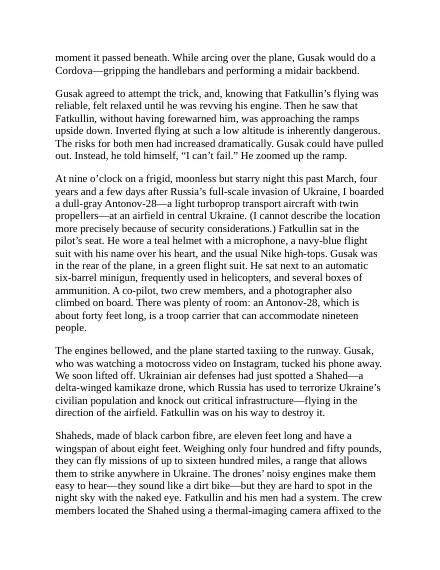 moment it passed beneath. While arcing over the plane, Gusak would do a
Cordova—gripping the handlebars and performing a midair backbend.
Gusak agreed to attempt the trick, and, knowing that Fatkullin’s flying was
reliable, felt relaxed until he was revving his engine. Then he saw that
Fatkullin, without having forewarned him, was approaching the ramps
upside down. Inverted flying at such a low altitude is inherently dangerous.
The risks for both men had increased dramatically. Gusak could have pulled
out. Instead, he told himself, “I can’t fail.” He zoomed up the ramp.
At nine o’clock on a frigid, moonless but starry night this past March, four
years and a few days after Russia’s full-scale invasion of Ukraine, I boarded
a dull-gray Antonov-28—a light turboprop transport aircraft with twin
propellers—at an airfield in central Ukraine. (I cannot describe the location
more precisely because of security considerations.) Fatkullin sat in the
pilot’s seat. He wore a teal helmet with a microphone, a navy-blue flight
suit with his name over his heart, and the usual Nike high-tops. Gusak was
in the rear of the plane, in a green flight suit. He sat next to an automatic
six-barrel minigun, frequently used in helicopters, and several boxes of
ammunition. A co-pilot, two crew members, and a photographer also
climbed on board. There was plenty of room: an Antonov-28, which is
about forty feet long, is a troop carrier that can accommodate nineteen
people.
The engines bellowed, and the plane started taxiing to the runway. Gusak,
who was watching a motocross video on Instagram, tucked his phone away.
We soon lifted off. Ukrainian air defenses had just spotted a Shahed—a
delta-winged kamikaze drone, which Russia has used to terrorize Ukraine’s
civilian population and knock out critical infrastructure—flying in the
direction of the airfield. Fatkullin was on his way to destroy it.
Shaheds, made of black carbon fibre, are eleven feet long and have a
wingspan of about eight feet. Weighing only four hundred and fifty pounds,
they can fly missions of up to sixteen hundred miles, a range that allows
them to strike anywhere in Ukraine. The drones’ noisy engines make them
easy to hear—they sound like a dirt bike—but they are hard to spot in the
night sky with the naked eye. Fatkullin and his men had a system. The crew
members located the Shahed using a thermal-imaging camera affixed to the